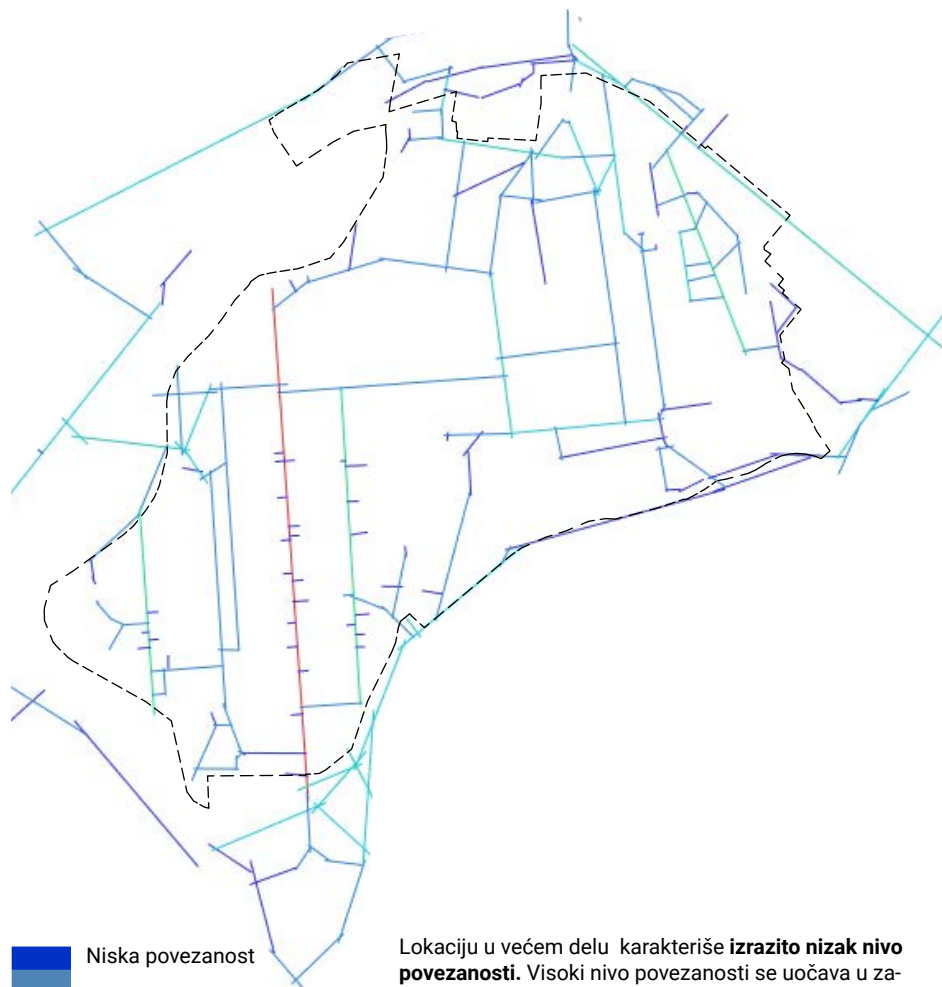 Niska povezanost
Lokaciju u većem delu karakteriše izrazito nizak nivo
povezanosti. Visoki nivo povezanosti se uočava u za-